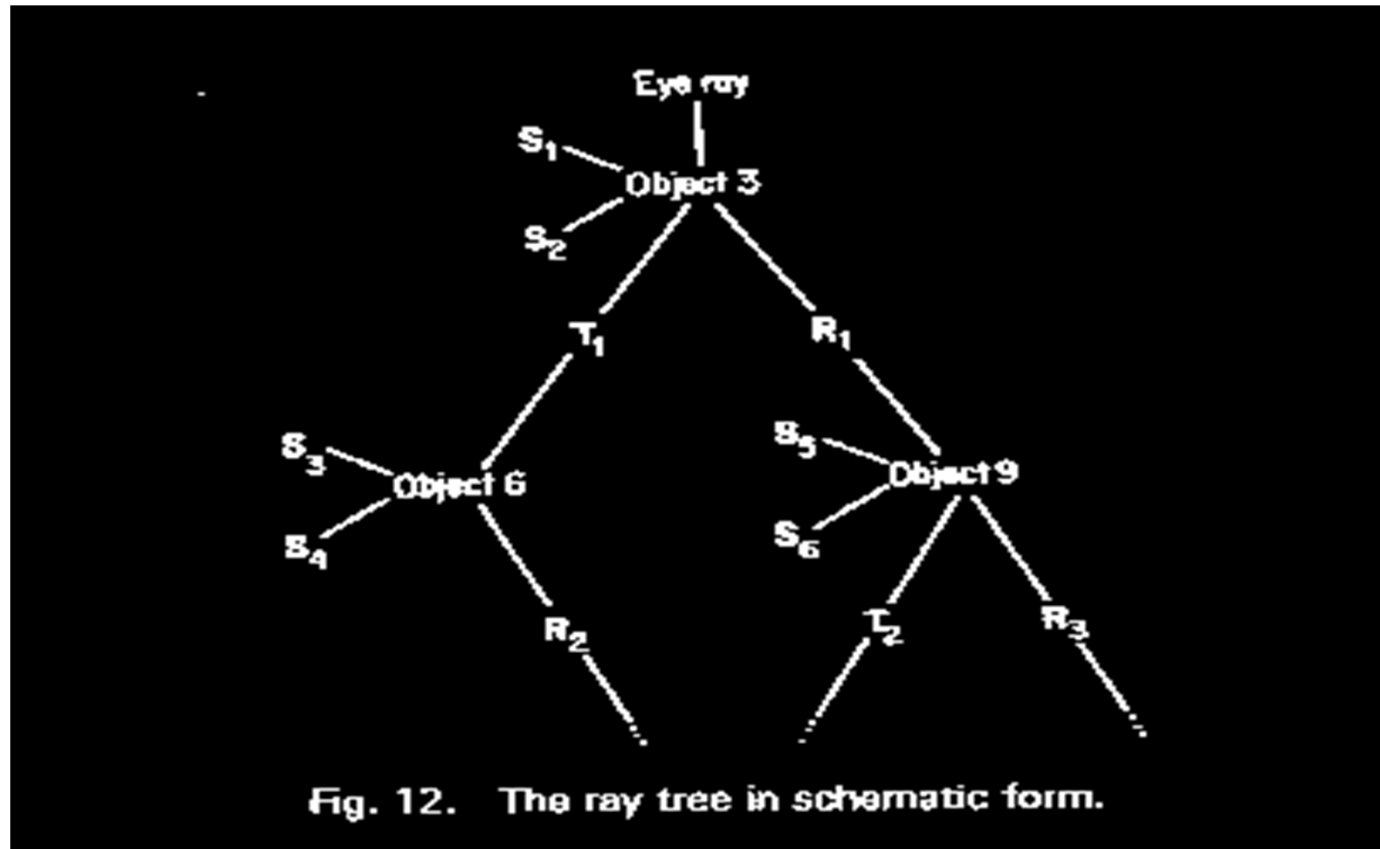 Eye ray
S1
Object 3
S2
T1
R1
S3
Object 6
S4
S5
Object 9
S6
R2
T2
R3
Fig. 12. The ray tree in schematic form.